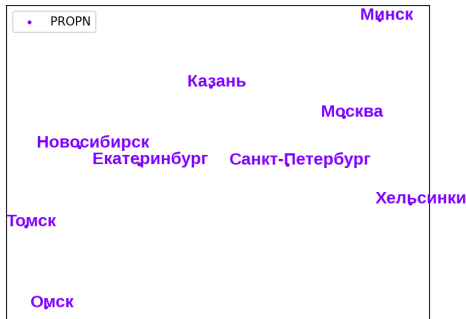 Минск
PROPN
Казань
Москва
Новосибирск
Екатеринбург
Санкт-Петербург
Хельсинки
Томск
Омск